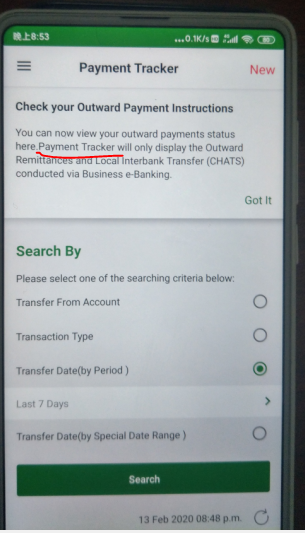 晚上8:53
...0.1K/s
Payment Tracker
New
Check your Outward Payment Instructions
You can now view your outward payments status
here.Payment Tracker will only display the Outward
Remittances and Local Interbank Transfer (CHATS)
conducted via Business e-Banking.
Got It
Search By
Please select one of the searching criteria below:
Transfer From Account
Transaction Type
Transfer Date(by Period )
Last 7 Days
Transfer Date(by Special Date Range )
Search
13 Feb 2020 08:48 p.m.